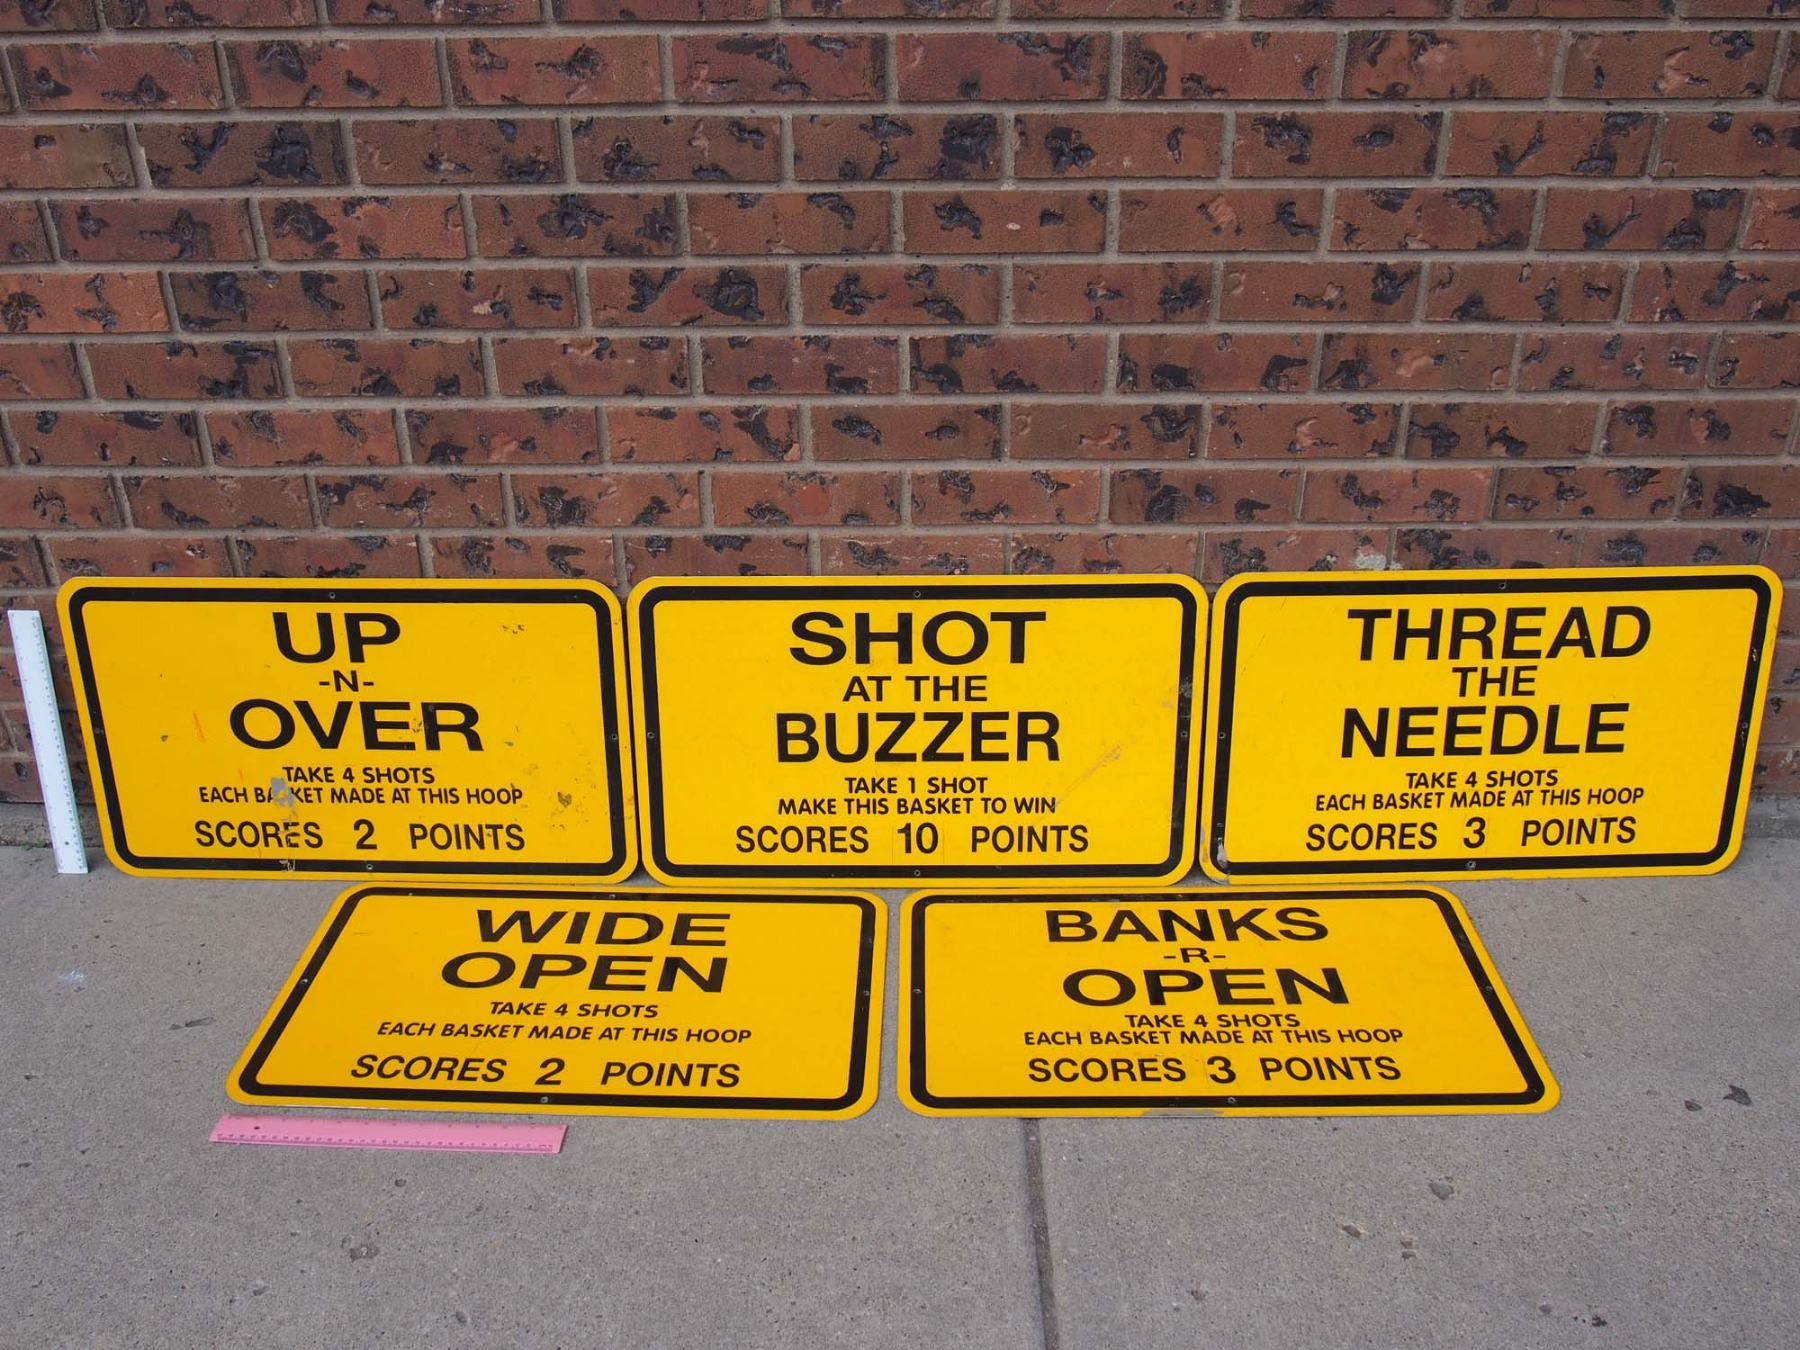 UP
-N-
OVER
TAKE 4 SHOTS
EACH BASKET MADE AT THIS HOOP
SCORES 2 POINTS
SHOT
AT THE
BUZZER
TAKE 1 SHOT
MAKE THIS BASKET TO WIN
SCORES 10 POINTS
THREAD
THE
NEEDLE
TAKE 4 SHOTS
EACH BASKET MADE AT THIS HOOP
SCORES 3 POINTS
WIDE
OPEN
TAKE 4 SHOTS
EACH BASKET MADE AT THIS HOOP
SCORES 2 POINTS
BANKS
-R-
OPEN
TAKE 4 SHOTS
EACH BASKET MADE AT THIS HOOP
SCORES 3 POINTS